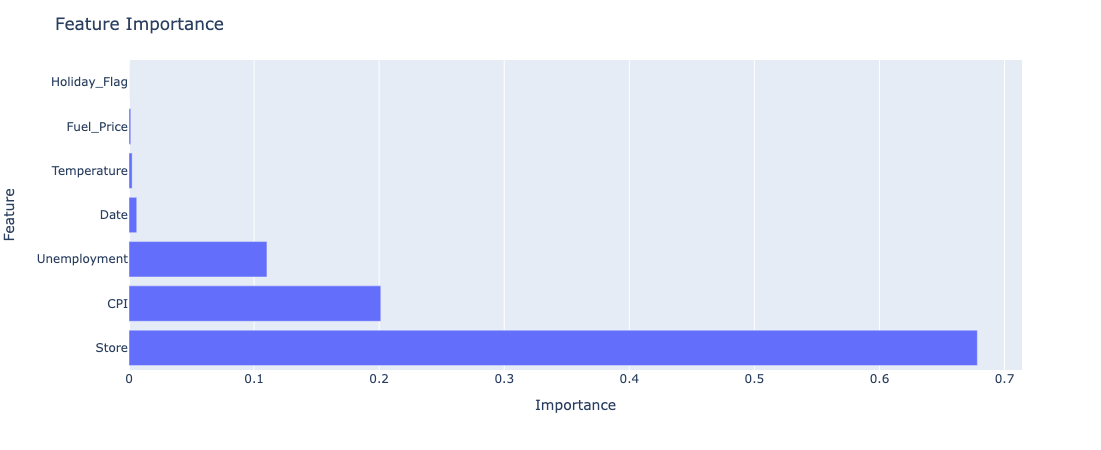 Feature Importance
Feature
Holiday_Flag
Fuel_Price
Temperature
Date
Unemployment
CPI
Store
0 0.1 0.2 0.3 0.4 0.5 0.6 0.7
Importance